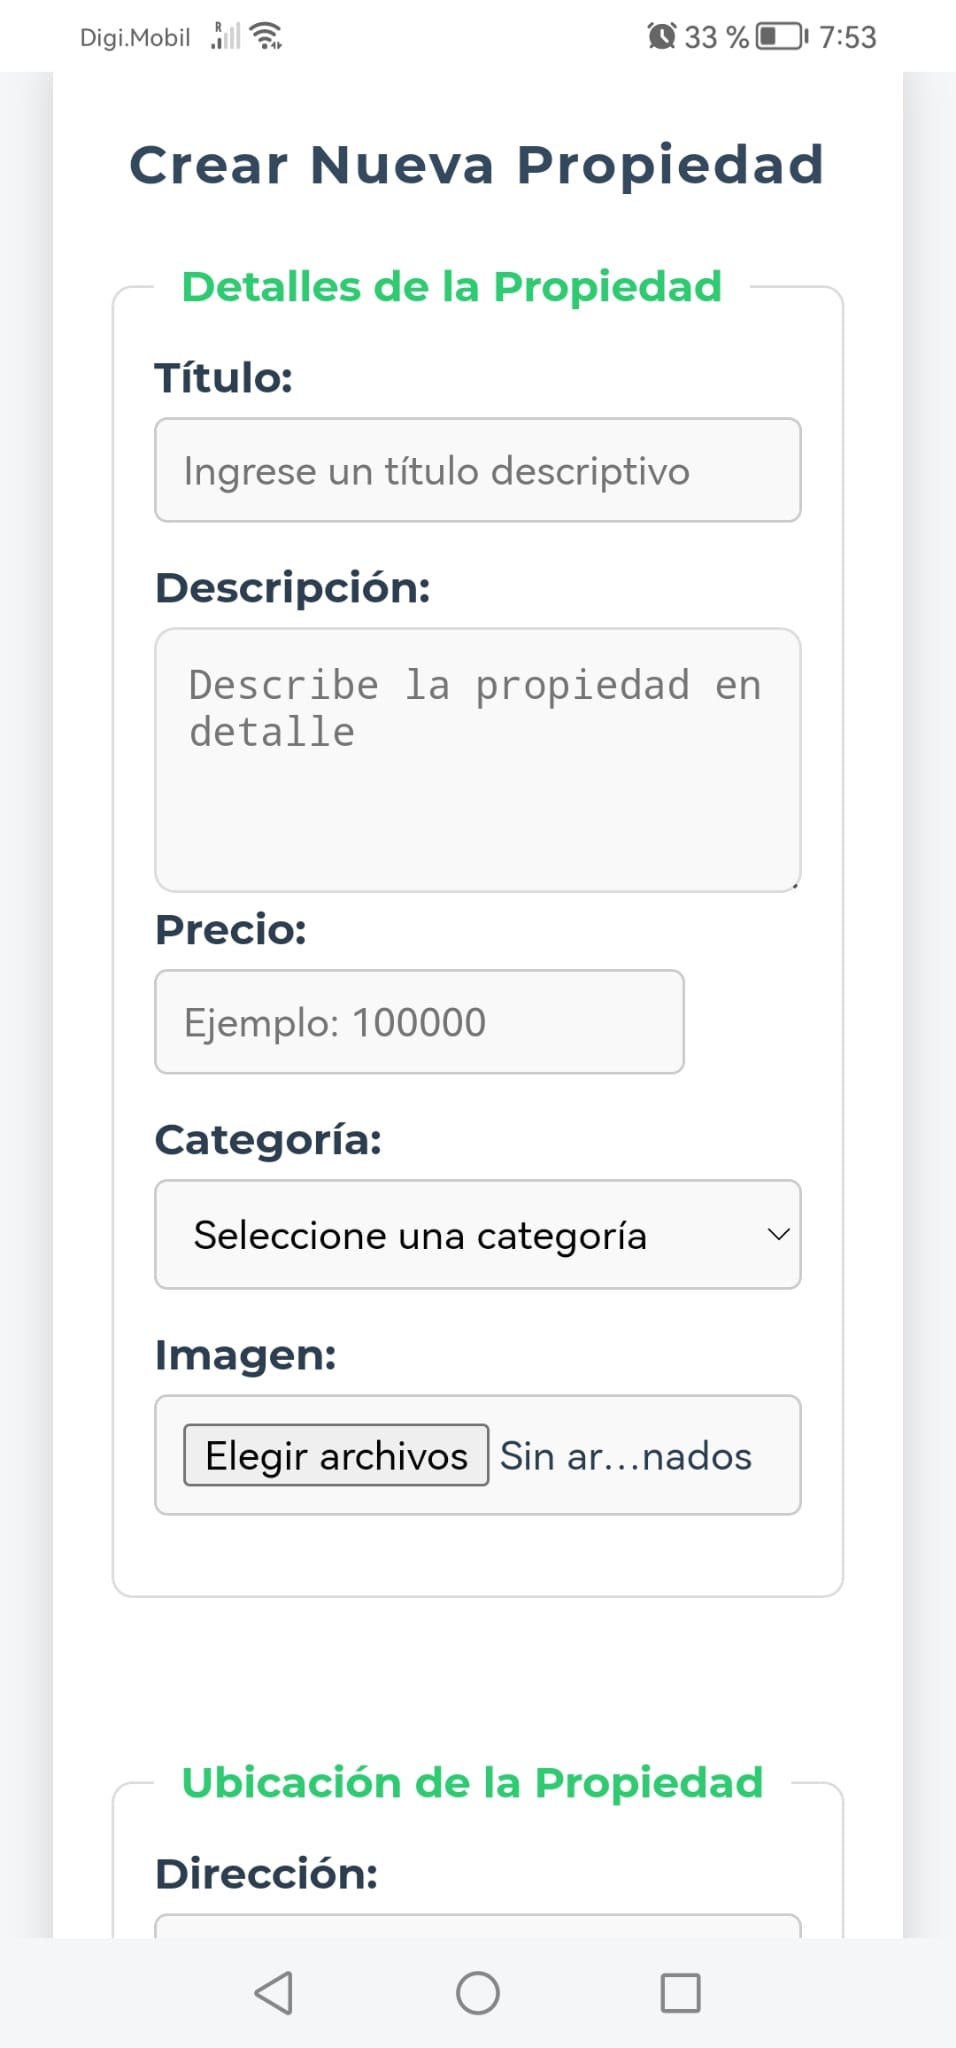 Digi.Mobil R 33 % 7:53
Crear Nueva Propiedad
Detalles de la Propiedad
Título:
Ingrese un título descriptivo
Descripción:
Describe la propiedad en
detalle
Precio:
Ejemplo: 100000
Categoría:
Seleccione una categoría
Imagen:
Elegir archivos Sin ar...nados
Ubicación de la Propiedad
Dirección: